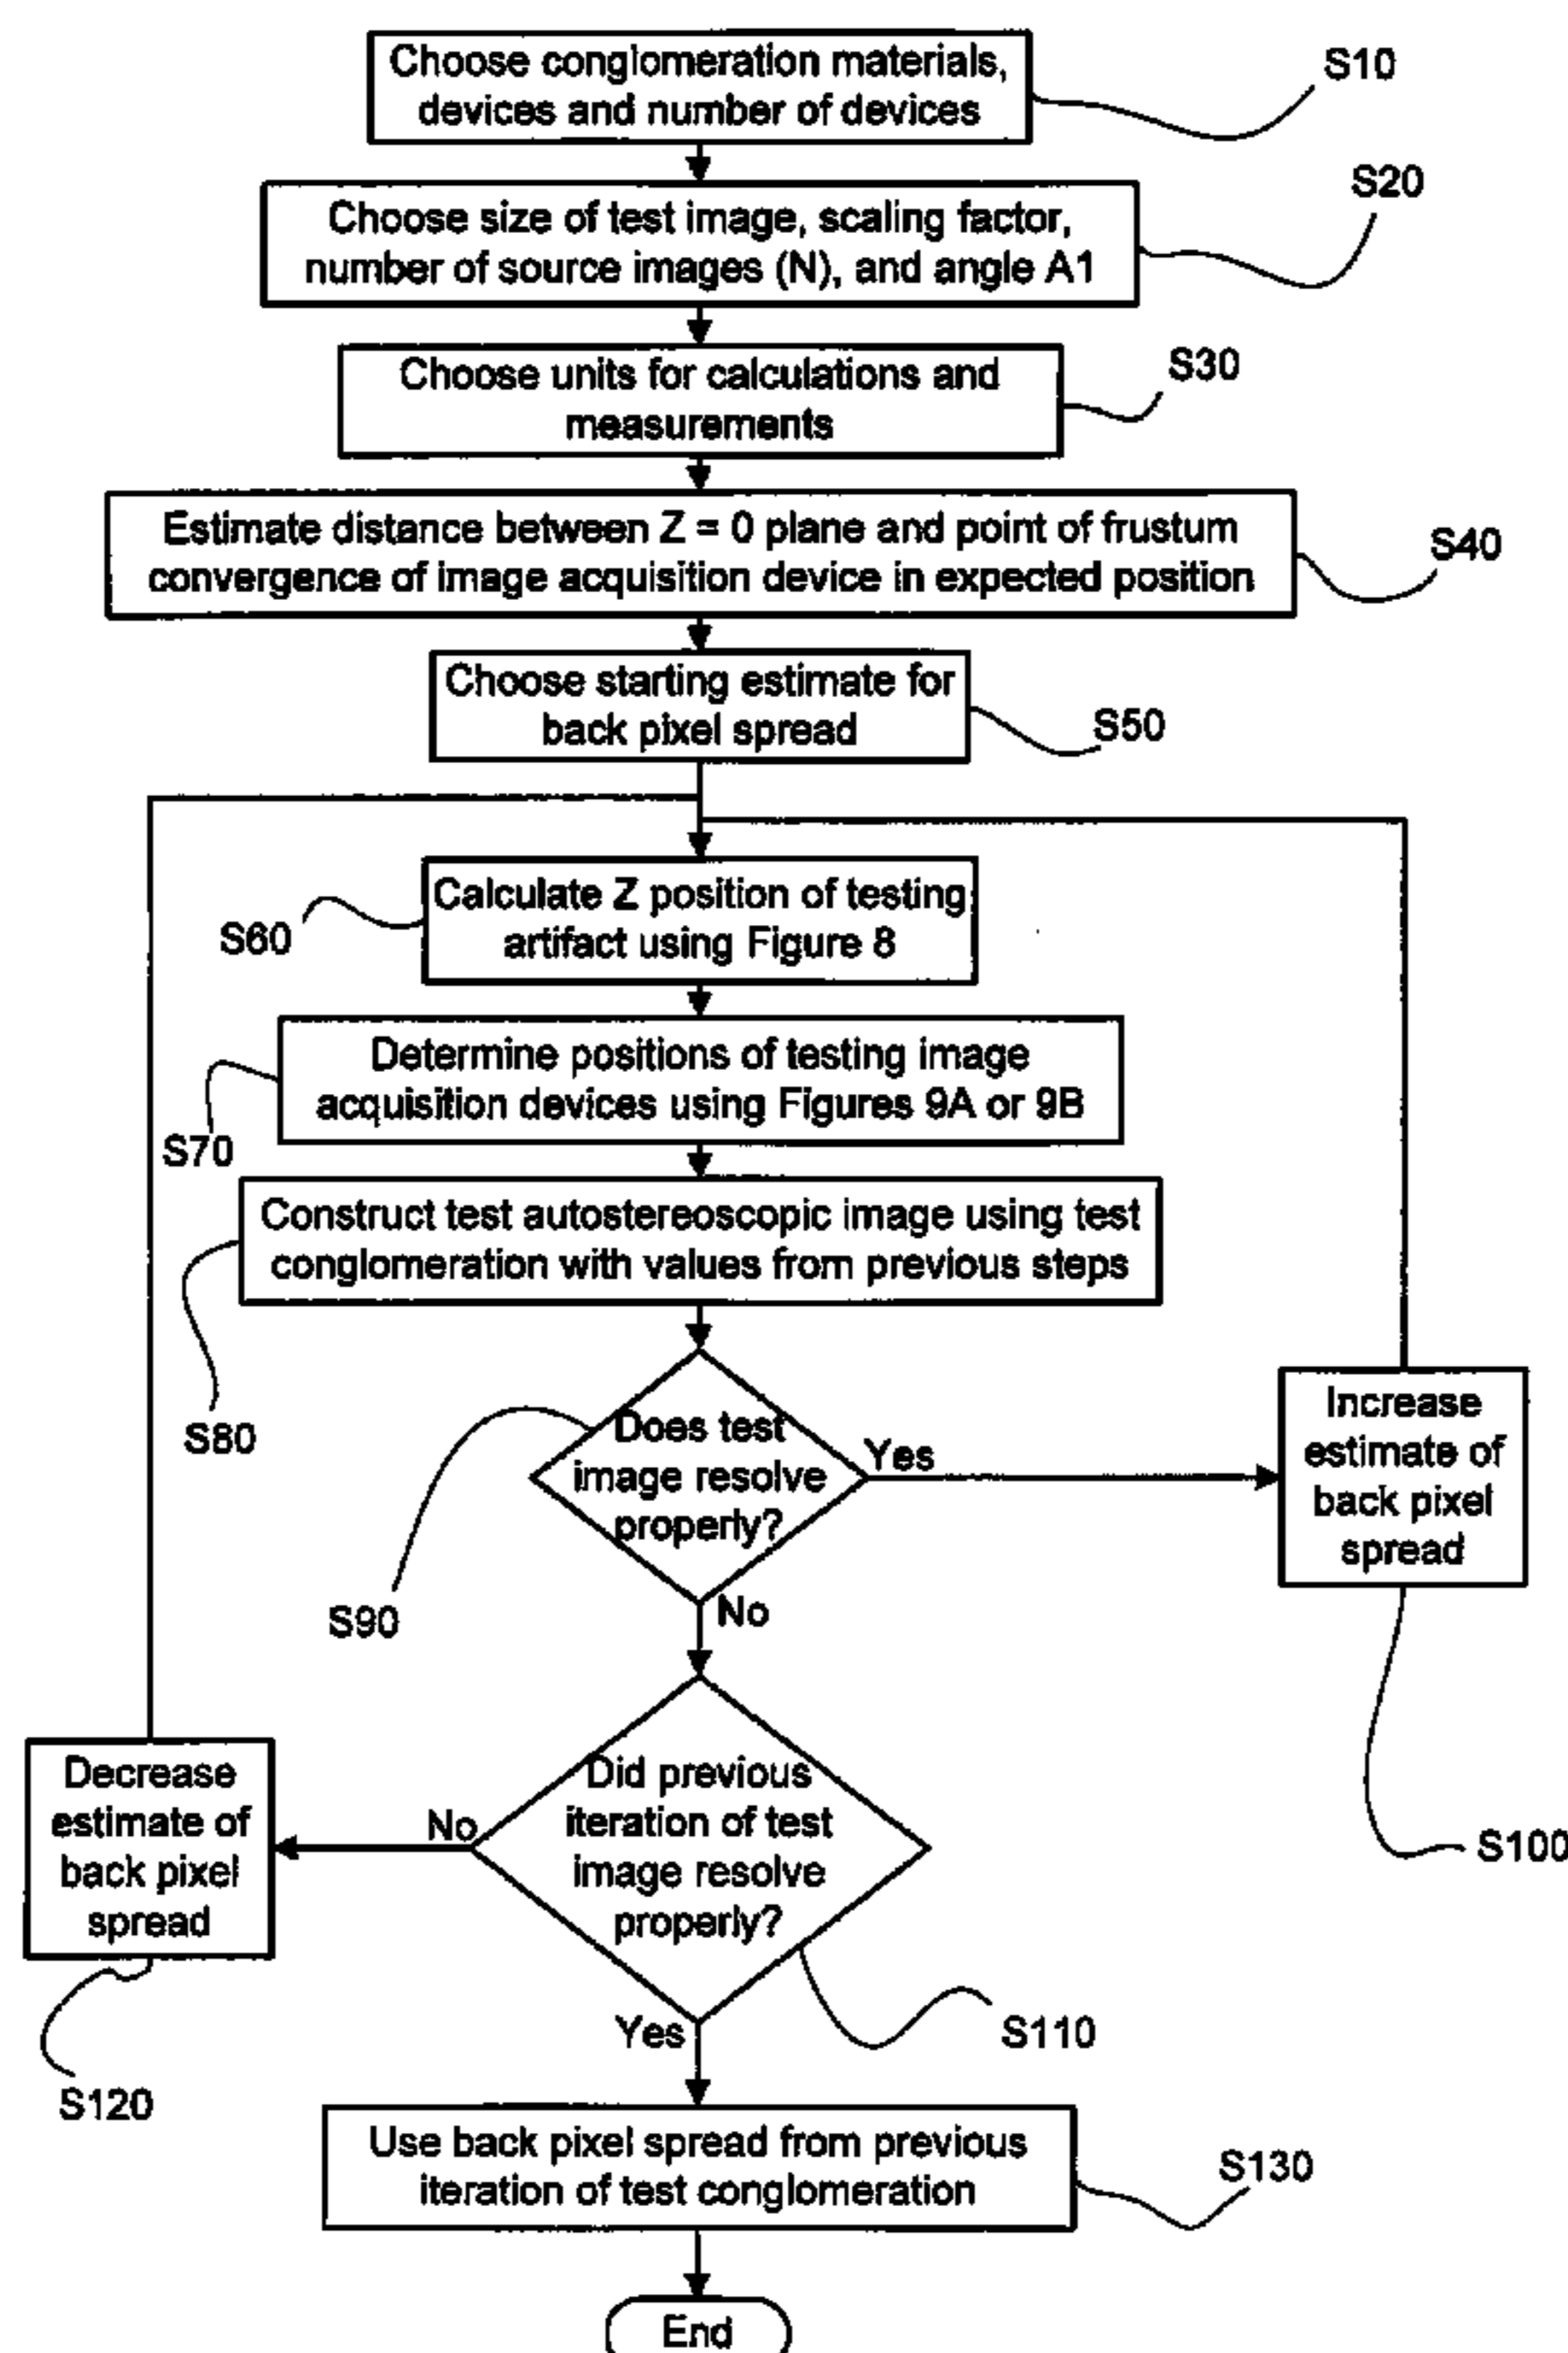 Choose conglomeration materials,
devices and number of devices
S10
Choose size of test image, scaling factor,
number of source images (N), and angle A1
S20
Choose units for calculations and
measurements
S30
Estimate distance between Z = 0 plane and point of frustum
convergence of image acquisition device in expected position
S40
Choose starting estimate for
back pixel spread
S50
Calculate Z position of testing
artifact using Figure 8
S60
Determine positions of testing image
acquisition devices using Figures 9A or 9B
S70
Construct test autostereoscopic image using test
conglomeration with values from previous steps
S80
Does test
image resolve
properly?
S90
Yes
No
Increase
estimate of
back pixel
spread
S100
Did previous
iteration of test
image resolve
properly?
S110
No
Yes
Decrease
estimate of
back pixel
spread
S120
Use back pixel spread from previous
iteration of test conglomeration
S130
End